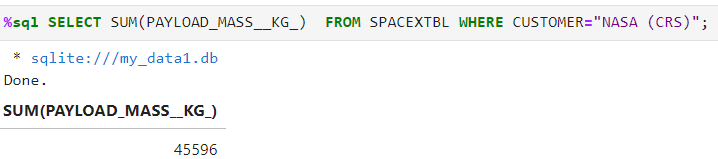 %sql SELECT SUM(PAYLOAD_MASS__KG_)  FROM SPACEXTBL WHERE CUSTOMER="NASA (CRS)";
* sqlite:///my_data1.db
Done.
SUM(PAYLOAD_MASS__KG_)
45596